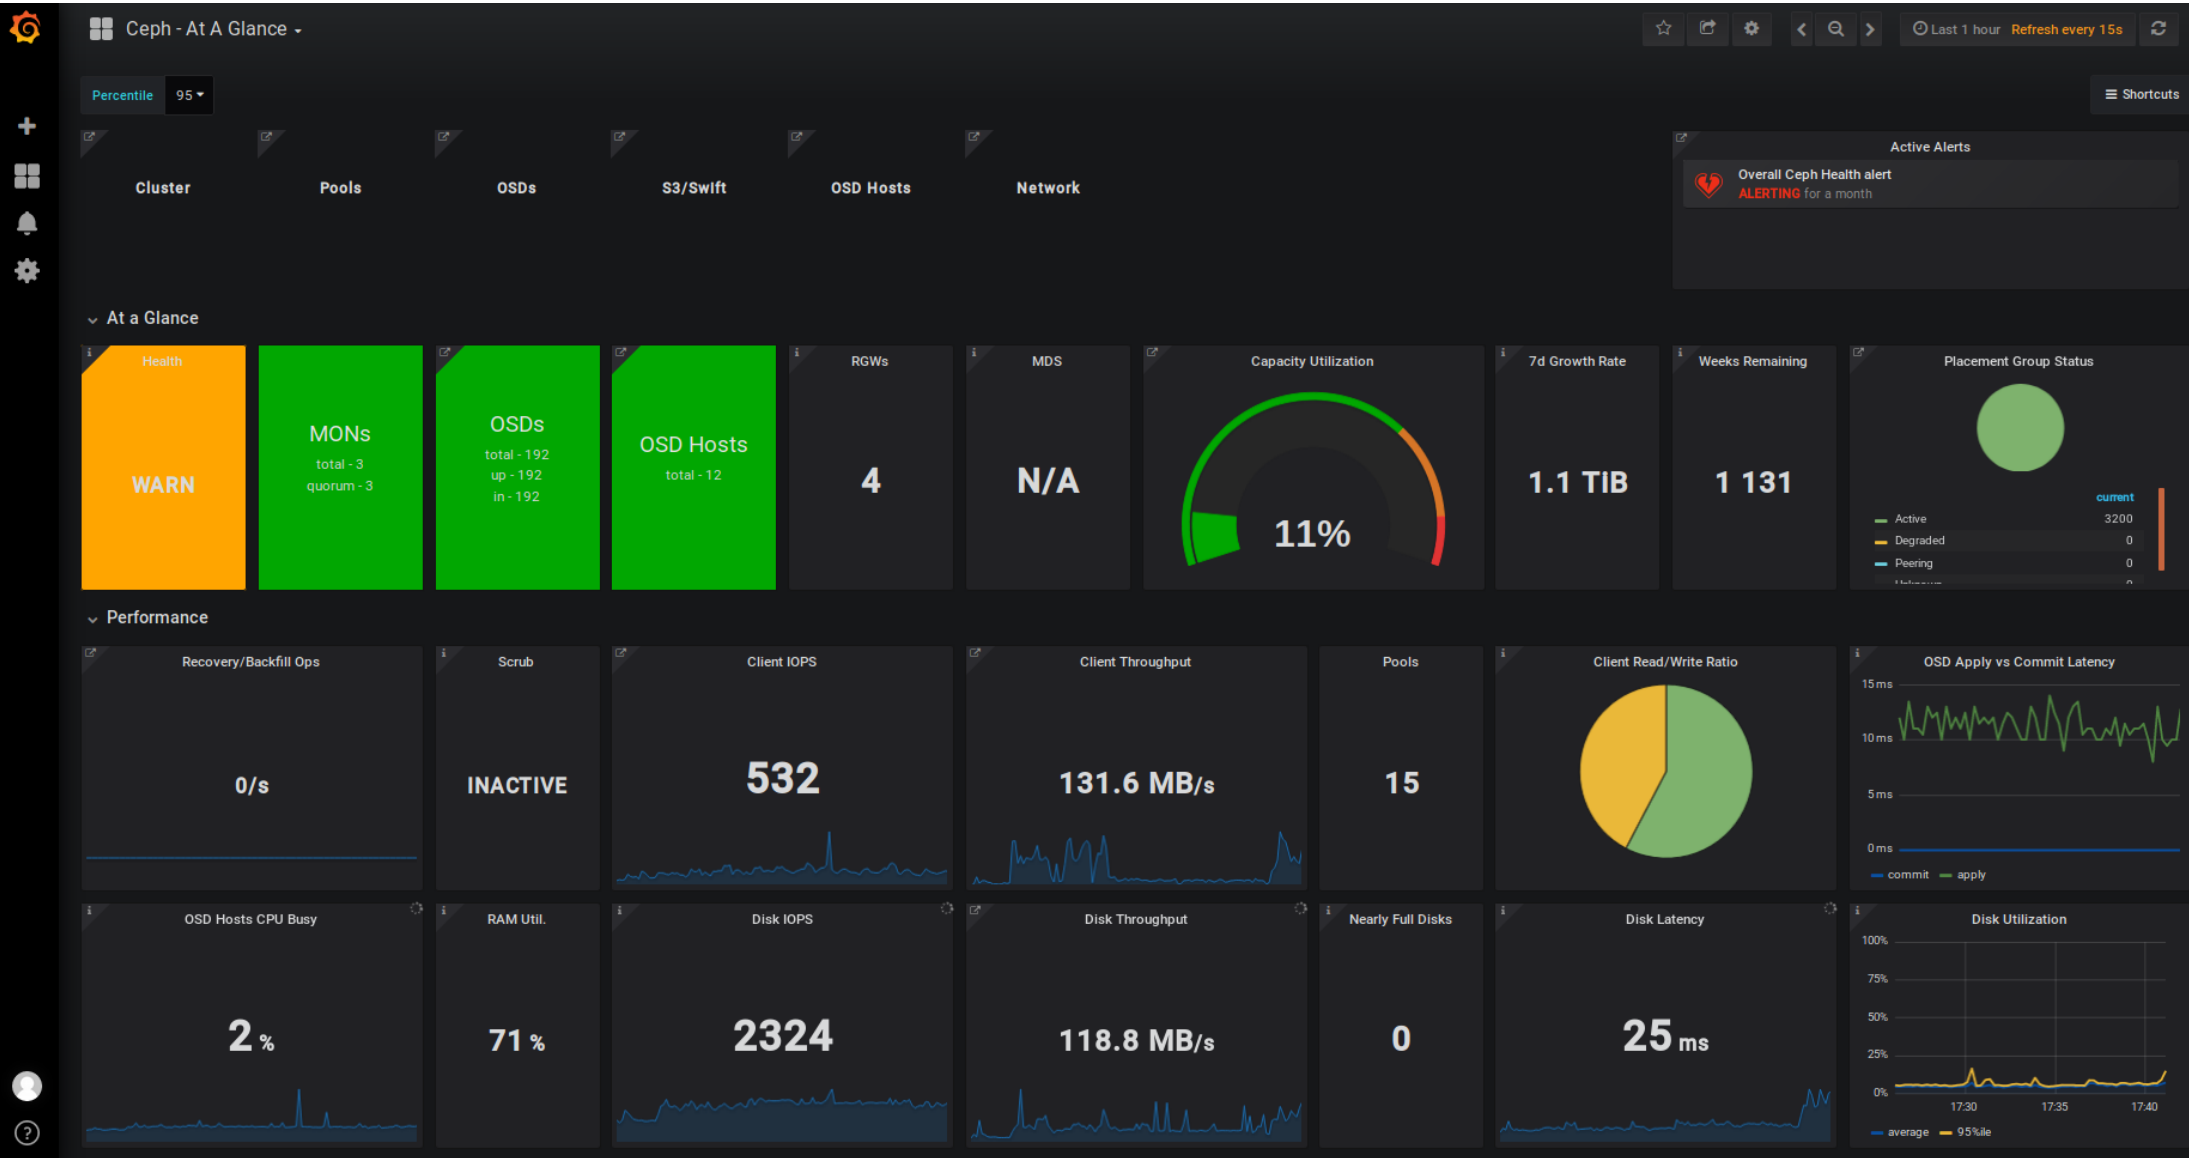 Ceph - At A Glance
Last 1 hour Refresh every 15s
Percentile 95
Shortcuts
Cluster
Pools
OSDs
S3/Swift
OSD Hosts
Network
Active Alerts
Overall Ceph Health alert
ALERTING for a month
At a Glance
Health
WARN
MONs
total - 3
quorum - 3
OSDs
total - 192
up - 192
in - 192
OSD Hosts
total - 12
RGWs
4
MDS
N/A
Capacity Utilization
11%
7d Growth Rate
1.1 TiB
Weeks Remaining
1 131
Placement Group Status
current
Active 3200
Degraded 0
Peering 0
Performance
Recovery/Backfill Ops
0/s
Scrub
INACTIVE
Client IOPS
532
Client Throughput
131.6 MB/s
Pools
15
Client Read/Write Ratio
OSD Apply vs Commit Latency
15 ms
10 ms
5 ms
0 ms
commit apply
OSD Hosts CPU Busy
2 %
RAM Util.
71 %
Disk IOPS
2324
Disk Throughput
118.8 MB/s
Nearly Full Disks
0
Disk Latency
25 ms
Disk Utilization
100%
75%
50%
25%
0%
17:30 17:35 17:40
average 95%ile